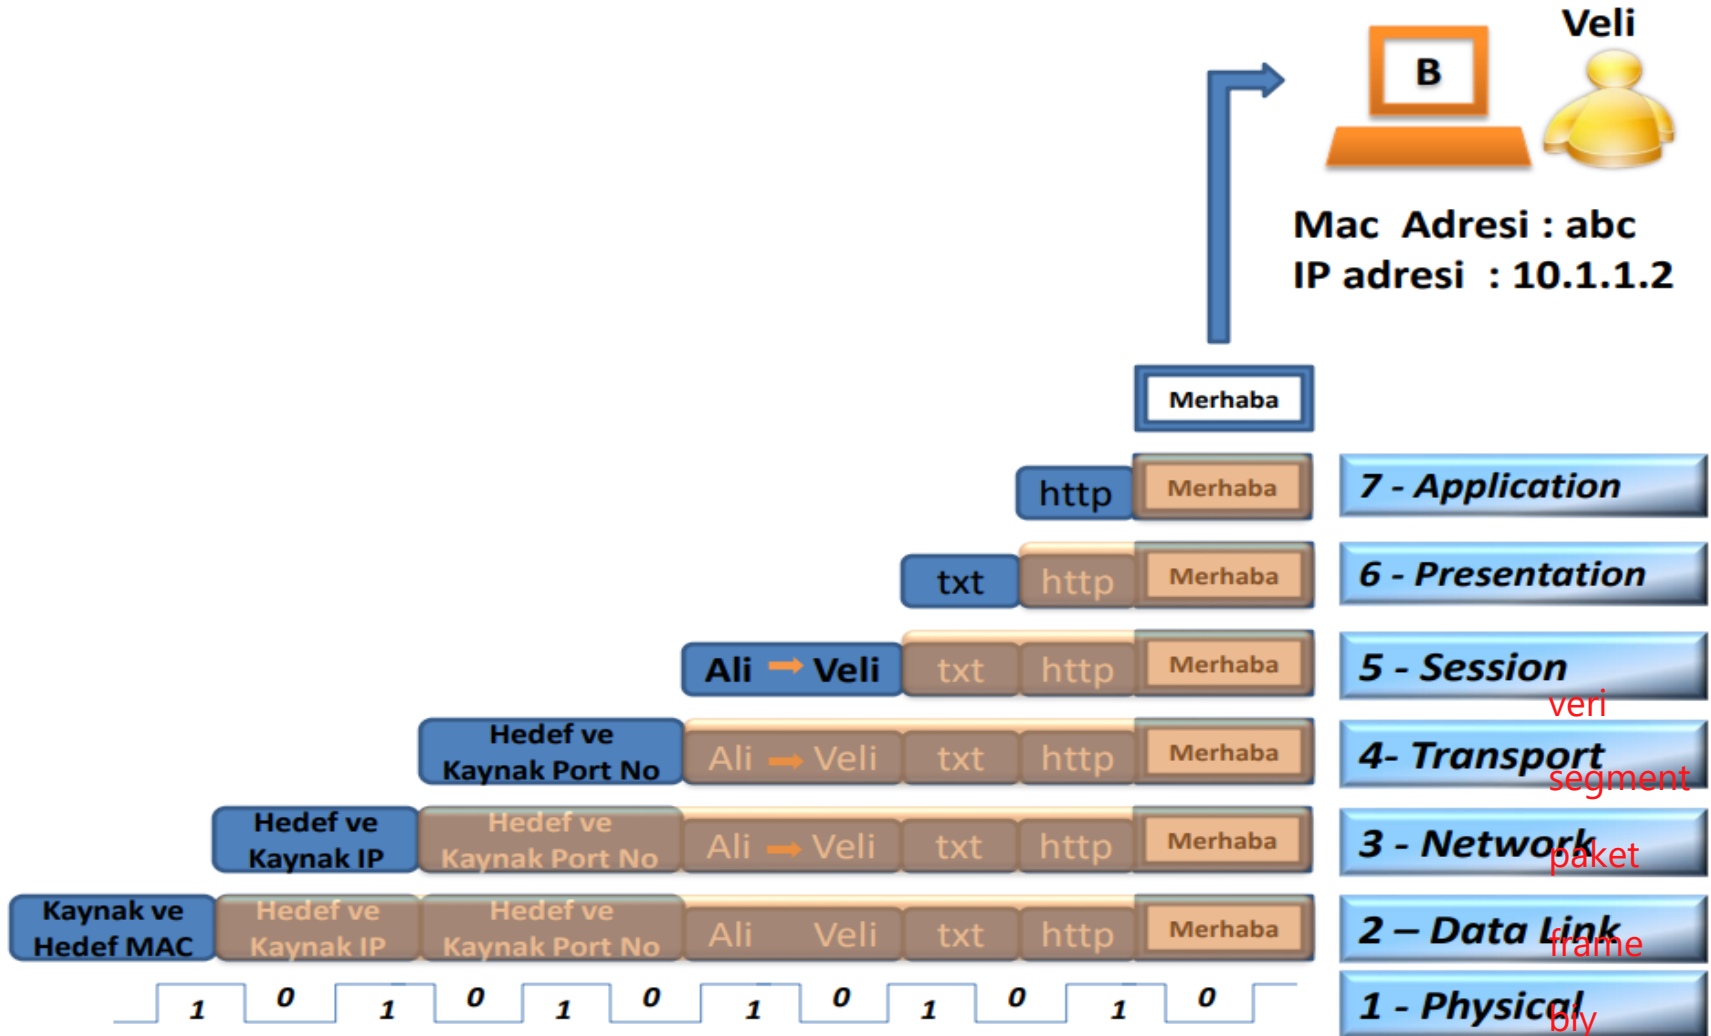 Veli
B
Mac Adresi : abc
IP adresi : 10.1.1.2
Merhaba
http Merhaba 7 - Application
txt http Merhaba 6 - Presentation
Ali Veli txt http Merhaba 5 - Session
veri
Hedef ve
Kaynak Port No Ali Veli txt http Merhaba 4- Transport
segment
Hedef ve Hedef ve
Kaynak IP Kaynak Port No Ali Veli txt http Merhaba 3 - Network
paket
Kaynak ve Hedef ve Hedef ve
Hedef MAC Kaynak IP Kaynak Port No Ali Veli txt http Merhaba 2 – Data Link
frame
1 0 1 0 1 0 1 0 1 0 1 0 1 - Physical
biy